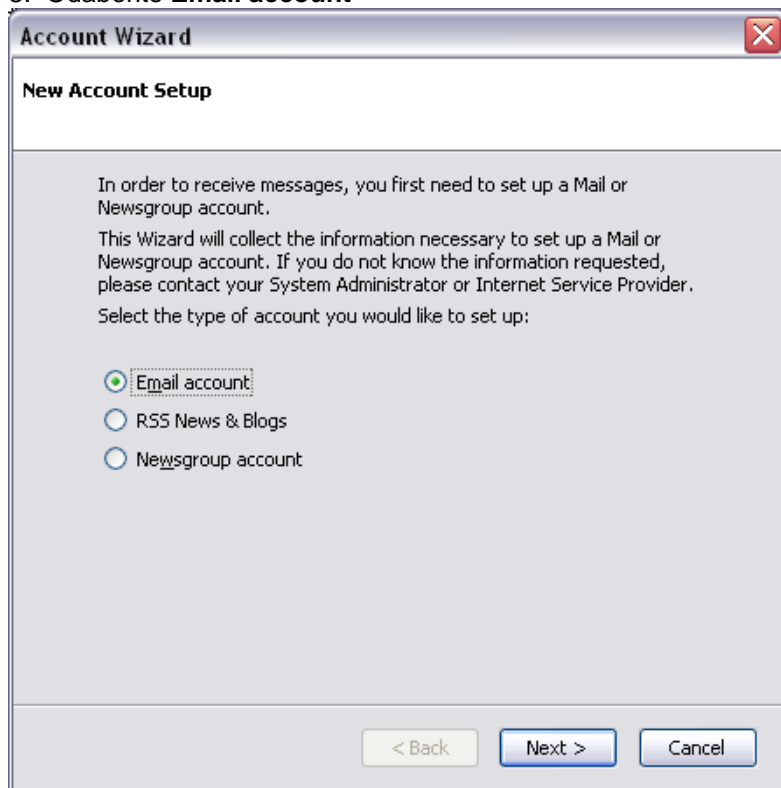 Odaberite Email account
Account Wizard
New Account Setup
In order to receive messages, you first need to set up a Mail or
Newsgroup account.
This Wizard will collect the information necessary to set up a Mail or
Newsgroup account. If you do not know the information requested,
please contact your System Administrator or Internet Service Provider.
Select the type of account you would like to set up:
Email account
RSS News & Blogs
Newsgroup account
< Back
Next >
Cancel